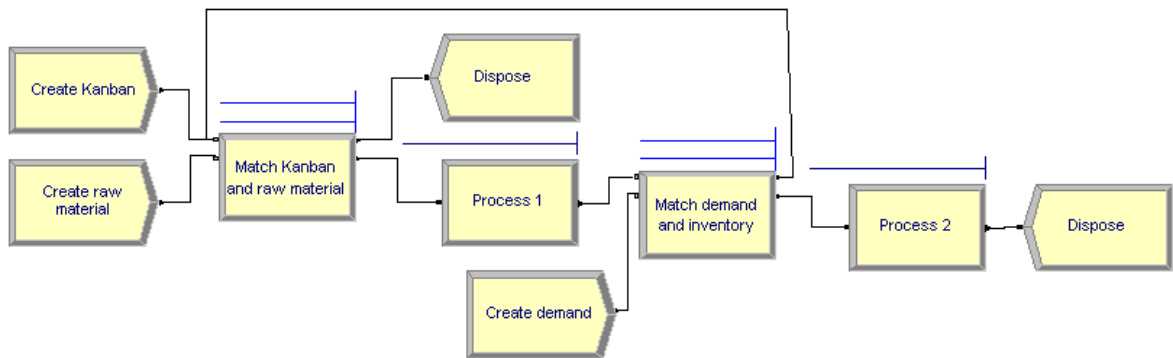 Create Kanban
Dispose
Match Kanban
and raw material
Create raw
material
Process 1
Match demand
and inventory
Process 2
Dispose
Create demand